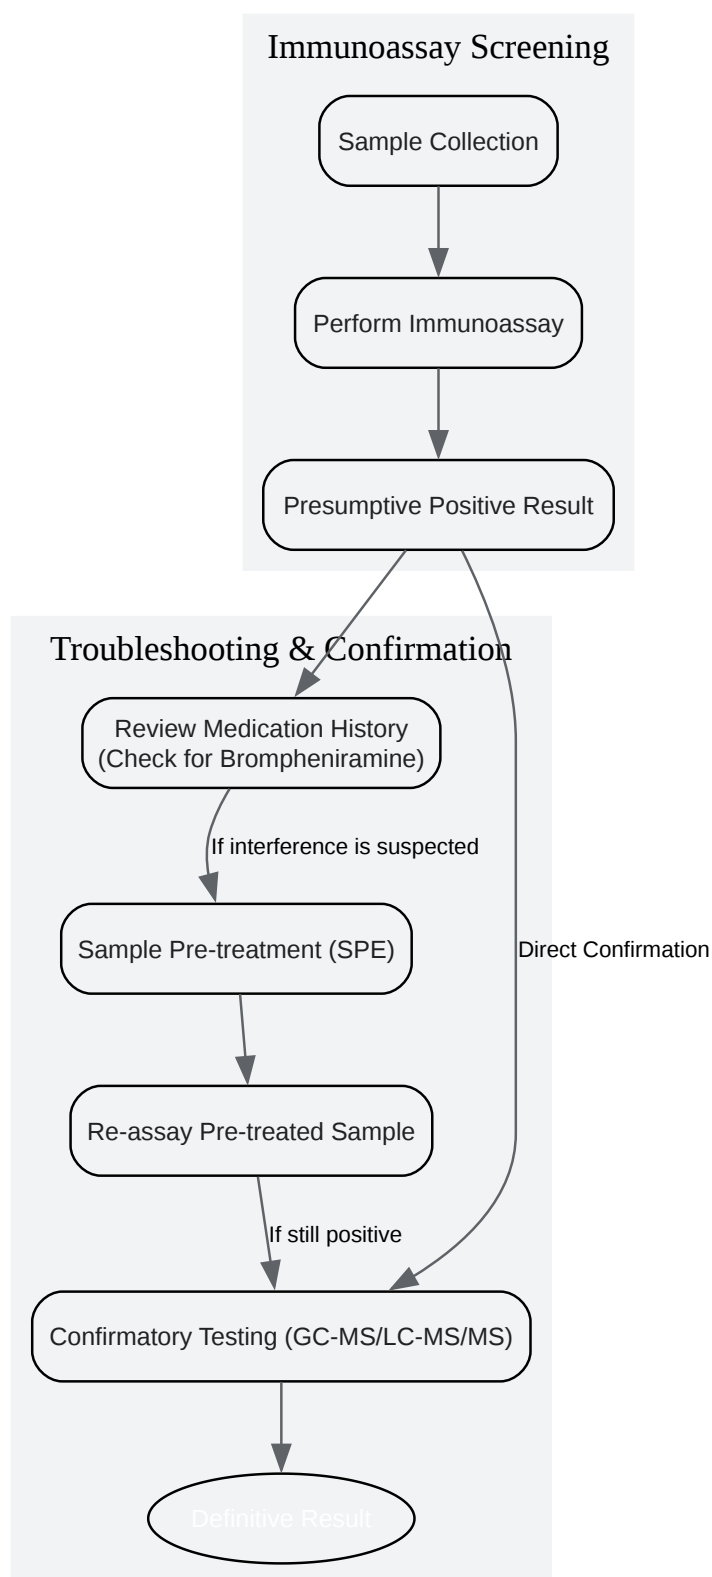 Immunoassay Screening
Sample Collection
Perform Immunoassay
Presumptive Positive Result
Troubleshooting & Confirmation
Review Medication History
(Check for Brompheniramine)
If interference is suspected
Sample Pre-treatment (SPE)
Direct Confirmation
Re-assay Pre-treated Sample
If still positive
Confirmatory Testing (GC-MS/LC-MS/MS)
Definitive Result